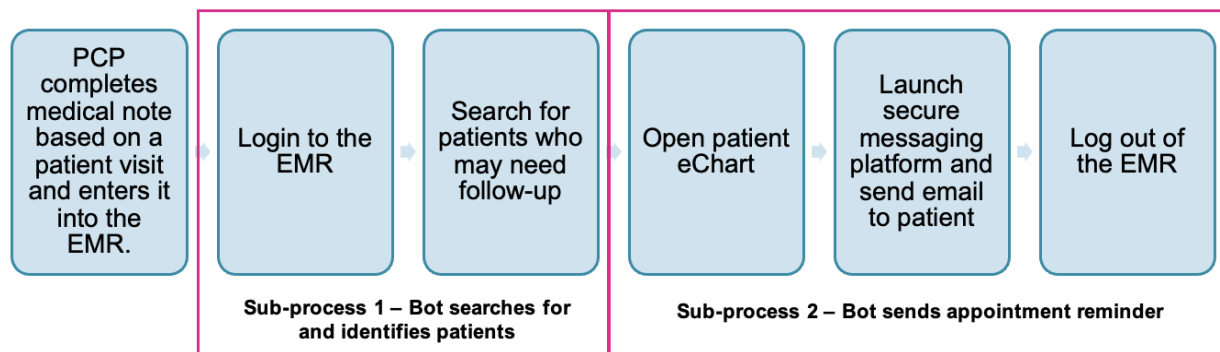 PCP
completes
medical note
based on a
patient visit
and enters it
into the
EMR.
Login to the
EMR
Search for
patients who
may need
follow-up
Open patient
eChart
Launch
secure
messaging
platform and
send email
to patient
Log out of
the EMR
Sub-process 1 – Bot searches for
and identifies patients
Sub-process 2 – Bot sends appointment reminder